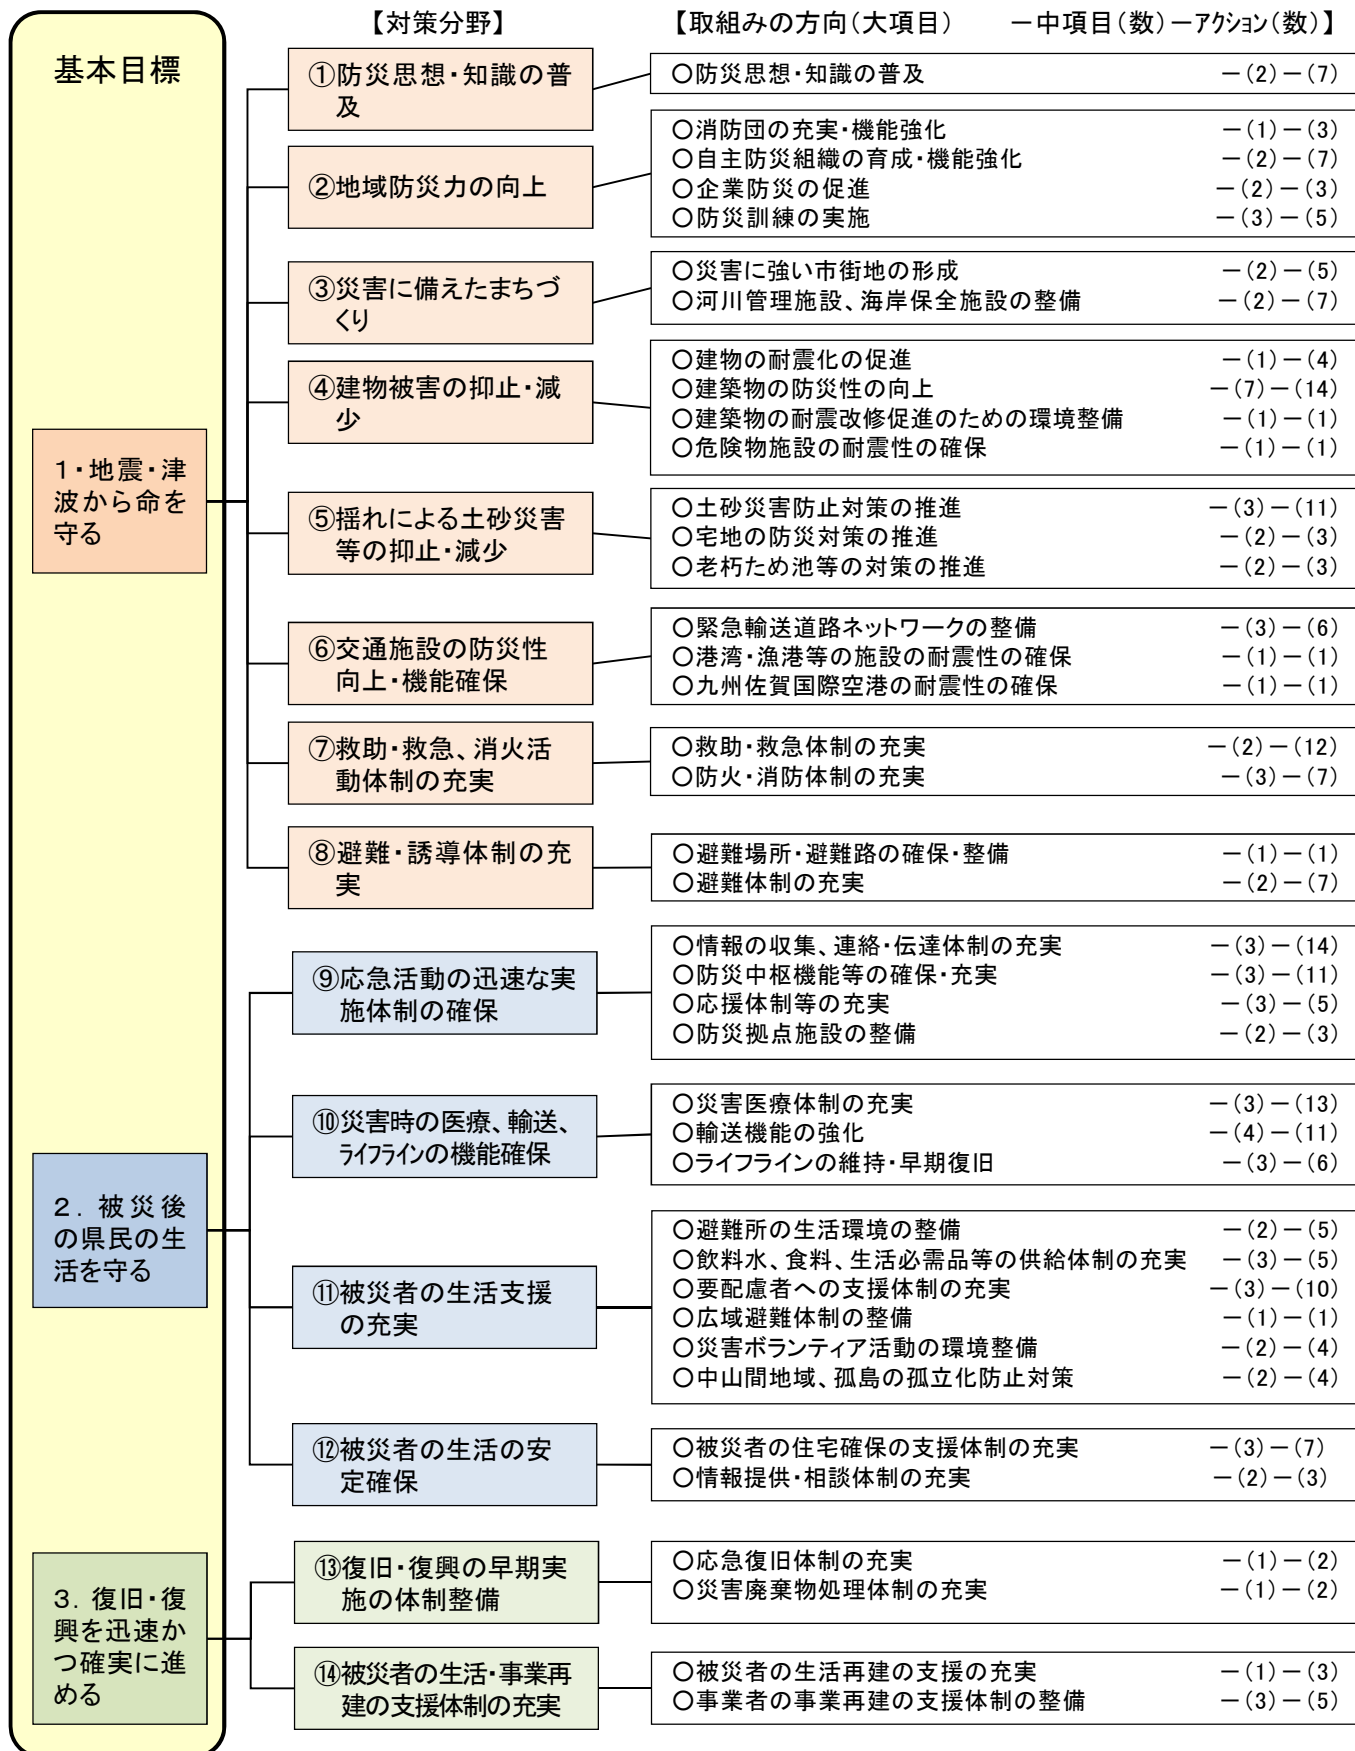 【対策分野】
【取組みの方向(大項目) －中項目(数)－アクション(数)】
基本目標
1・地震・津
波から命を
守る
①防災思想・知識の普
及
○防災思想・知識の普及 －(2)－(7)
②地域防災力の向上
○消防団の充実・機能強化 －(1)－(3)
○自主防災組織の育成・機能強化 －(2)－(7)
○企業防災の促進 －(2)－(3)
○防災訓練の実施 －(3)－(5)
③災害に備えたまちづ
くり
○災害に強い市街地の形成 －(2)－(5)
○河川管理施設、海岸保全施設の整備 －(2)－(7)
④建物被害の抑止・減
少
○建物の耐震化の促進 －(1)－(4)
○建築物の防災性の向上 －(7)－(14)
○建築物の耐震改修促進のための環境整備 －(1)－(1)
○危険物施設の耐震性の確保 －(1)－(1)
⑤揺れによる土砂災害
等の抑止・減少
○土砂災害防止対策の推進 －(3)－(11)
○宅地の防災対策の推進 －(2)－(3)
○老朽ため池等の対策の推進 －(2)－(3)
⑥交通施設の防災性
向上・機能確保
○緊急輸送道路ネットワークの整備 －(3)－(6)
○港湾・漁港等の施設の耐震性の確保 －(1)－(1)
○九州佐賀国際空港の耐震性の確保 －(1)－(1)
⑦救助・救急、消火活
動体制の充実
○救助・救急体制の充実 －(2)－(12)
○防火・消防体制の充実 －(3)－(7)
⑧避難・誘導体制の充
実
○避難場所・避難路の確保・整備 －(1)－(1)
○避難体制の充実 －(2)－(7)
2．被災後
の県民の生
活を守る
⑨応急活動の迅速な実
施体制の確保
○情報の収集、連絡・伝達体制の充実 －(3)－(14)
○防災中枢機能等の確保・充実 －(3)－(11)
○応援体制等の充実 －(3)－(5)
○防災拠点施設の整備 －(2)－(3)
⑩災害時の医療、輸送、
ライフラインの機能確保
○災害医療体制の充実 －(3)－(13)
○輸送機能の強化 －(4)－(11)
○ライフラインの維持・早期復旧 －(3)－(6)
⑪被災者の生活支援
の充実
○避難所の生活環境の整備 －(2)－(5)
○飲料水、食料、生活必需品等の供給体制の充実 －(3)－(5)
○要配慮者への支援体制の充実 －(3)－(10)
○広域避難体制の整備 －(1)－(1)
○災害ボランティア活動の環境整備 －(2)－(4)
○中山間地域、孤島の孤立化防止対策 －(2)－(4)
⑫被災者の生活の安
定確保
○被災者の住宅確保の支援体制の充実 －(3)－(7)
○情報提供・相談体制の充実 －(2)－(3)
3．復旧・復
興を迅速か
つ確実に進
める
⑬復旧・復興の早期実
施の体制整備
○応急復旧体制の充実 －(1)－(2)
○災害廃棄物処理体制の充実 －(1)－(2)
⑭被災者の生活・事業再
建の支援体制の充実
○被災者の生活再建の支援の充実 －(1)－(3)
○事業者の事業再建の支援体制の整備 －(3)－(5)